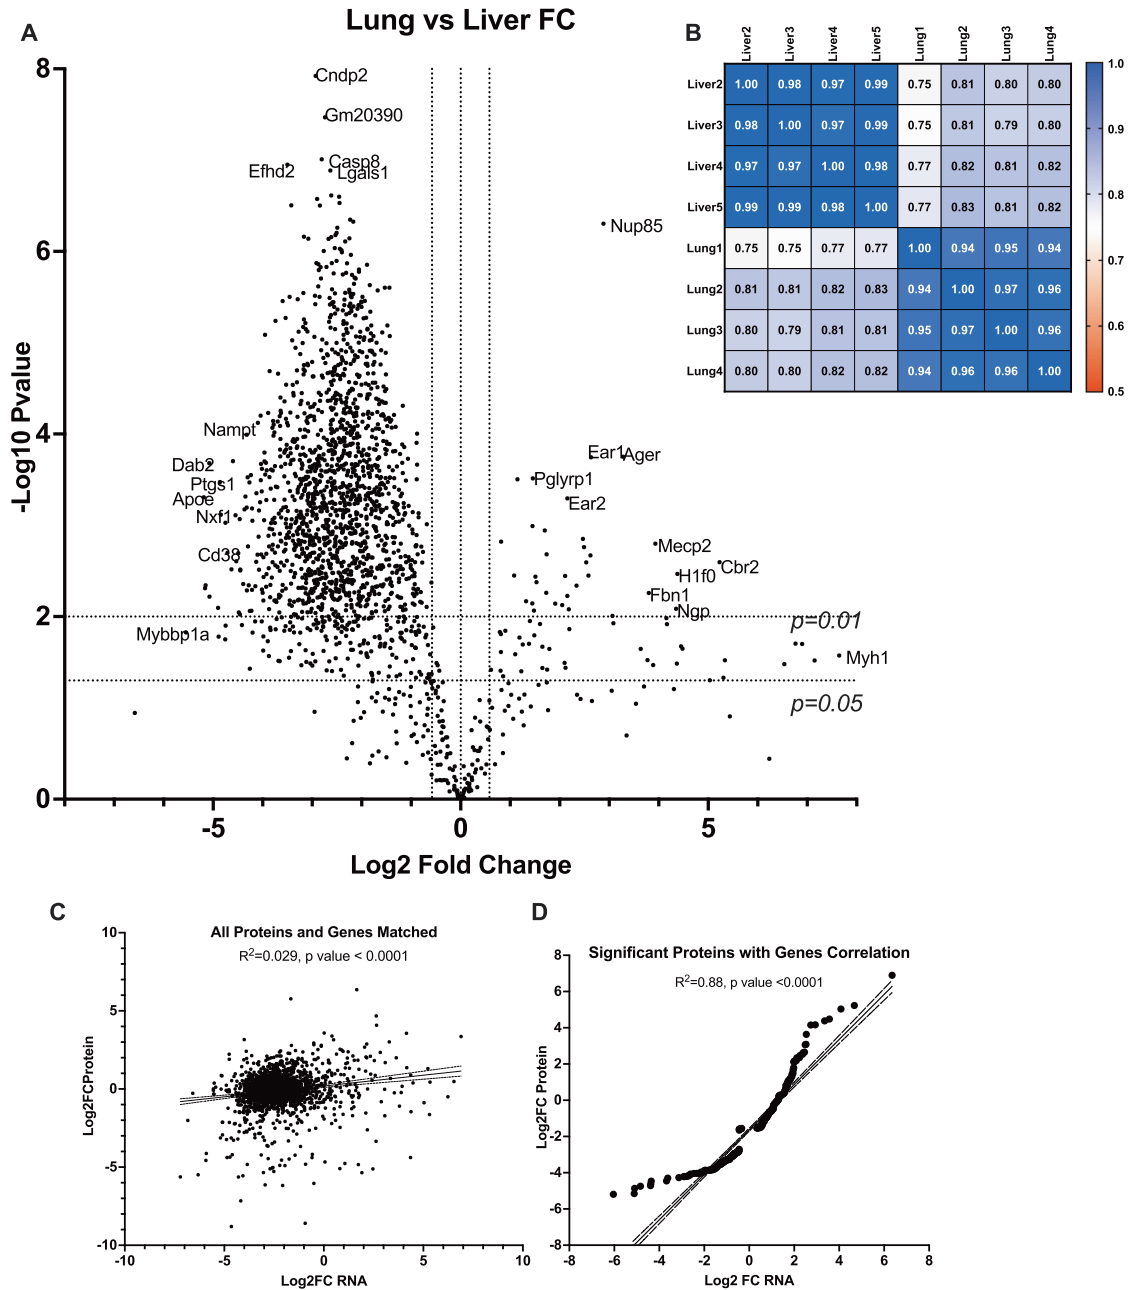 A
Lung vs Liver FC
8
6
4
2
0
-5
0
5
-Log10 Pvalue
Log2 Fold Change
Cndp2
Gm20390
Casp8
Lgals1
Efhd2
Nup85
Nampt
Dab2
Ptgs1
Apoe
Nxf1
Cd38
Mybbp1a
Ear1
Ager
Pglyrp1
Ear2
Mecp2
Cbr2
H1f0
Fbn1
Ngp
p=0.01
Myh1
p=0.05
B
Liver2 Liver3 Liver4 Liver5 Lung1 Lung2 Lung3 Lung4
Liver2 1.00 0.98 0.97 0.99 0.75 0.81 0.80 0.80
Liver3 0.98 1.00 0.97 0.99 0.75 0.81 0.79 0.80
Liver4 0.97 0.97 1.00 0.98 0.77 0.82 0.81 0.82
Liver5 0.99 0.99 0.98 1.00 0.77 0.83 0.81 0.82
Lung1 0.75 0.75 0.77 0.77 1.00 0.94 0.95 0.94
Lung2 0.81 0.81 0.82 0.83 0.94 1.00 0.97 0.96
Lung3 0.80 0.79 0.81 0.81 0.95 0.97 1.00 0.96
Lung4 0.80 0.80 0.82 0.82 0.94 0.96 0.96 1.00
1.0
0.9
0.8
0.7
0.6
0.5
C
All Proteins and Genes Matched
R²=0.029, p value < 0.0001
10
5
0
-5
-10
-10 -5 0 5 10
Log2FCProtein
Log2FC RNA
D
Significant Proteins with Genes Correlation
R²=0.88, p value <0.0001
8
6
4
2
0
-2
-4
-6
-8
-8 -6 -4 -2 0 2 4 6 8
Log2FC Protein
Log2 FC RNA